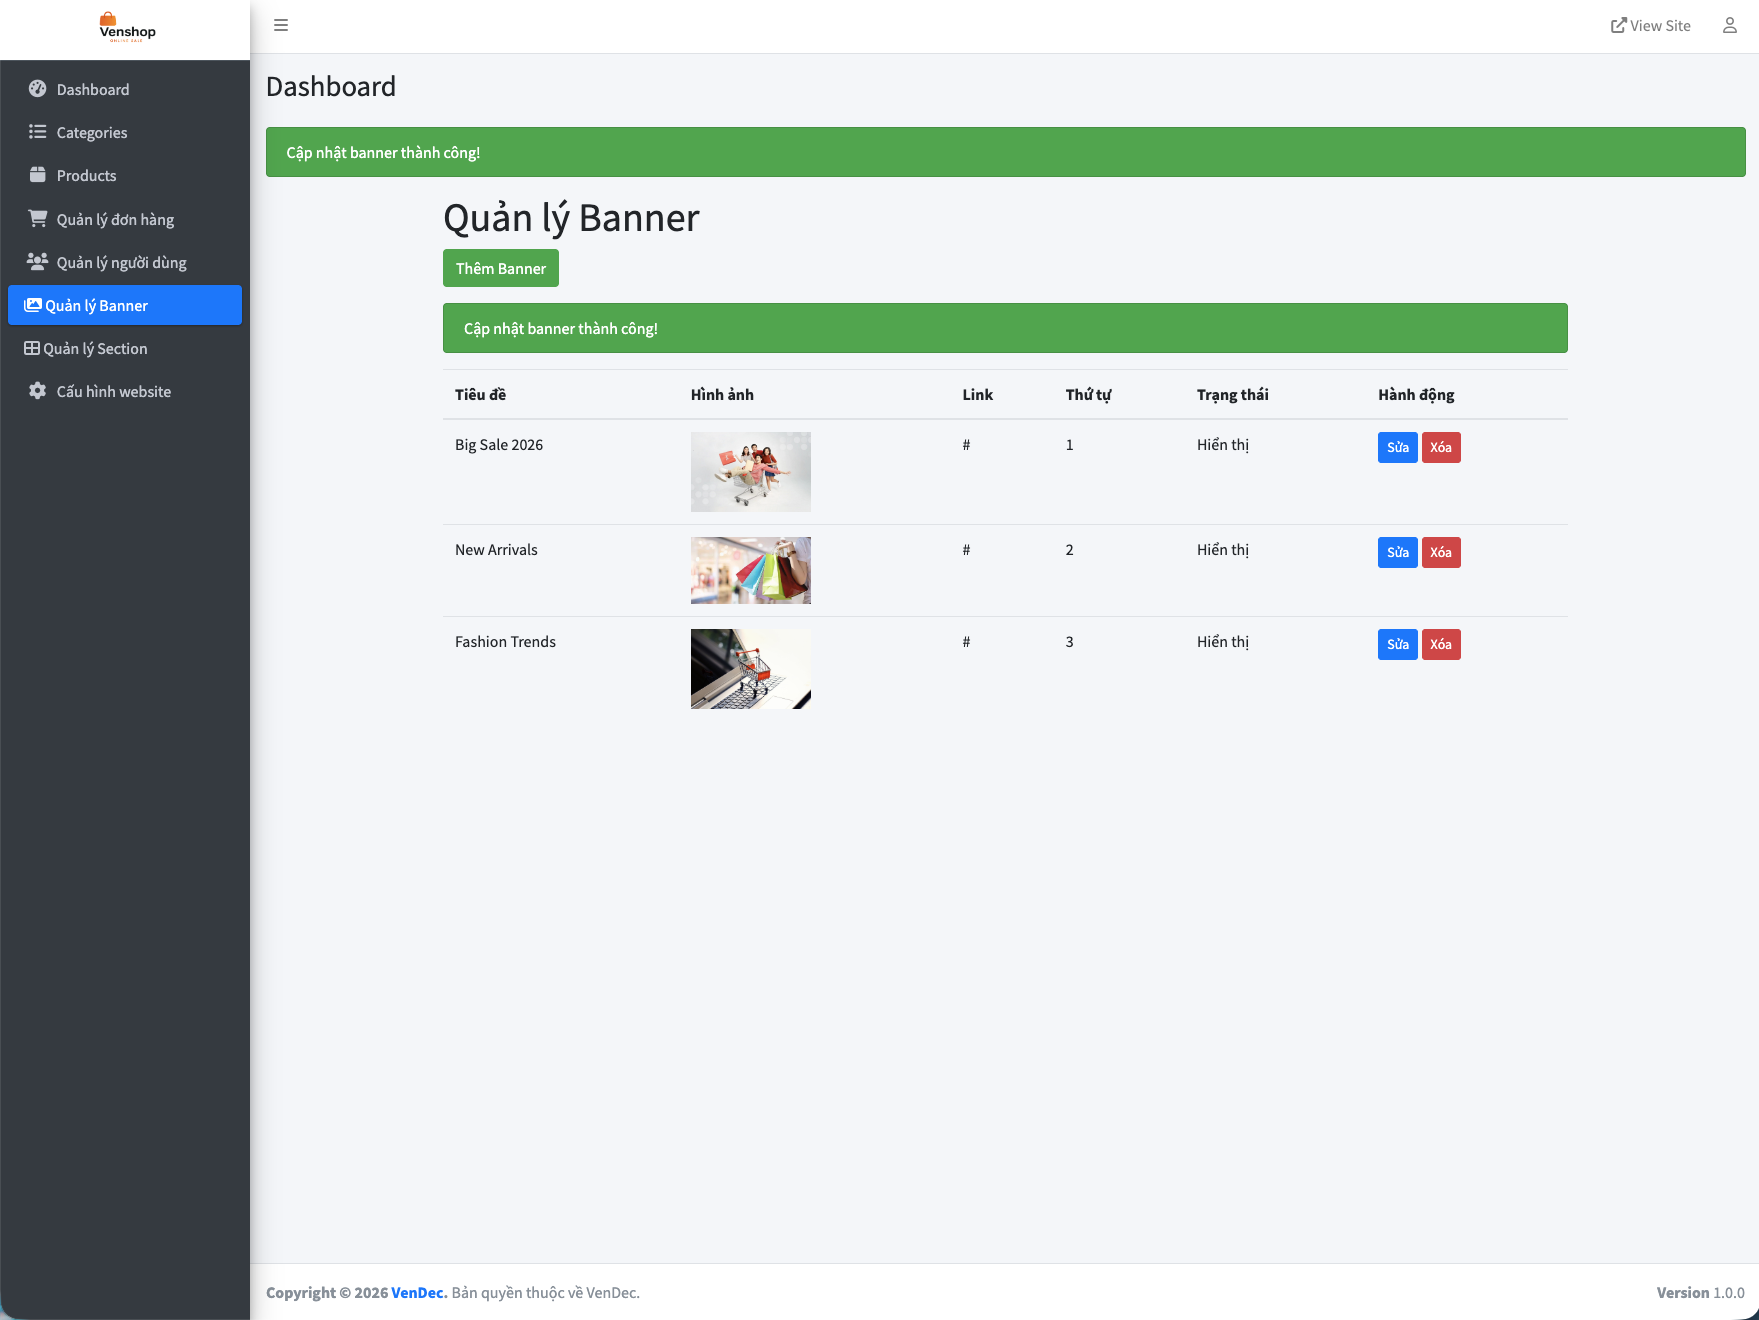 Venshop
ONLINE SALE
View Site
Dashboard
Categories
Products
Quản lý đơn hàng
Quản lý người dùng
Quản lý Banner
Quản lý Section
Cấu hình website
Dashboard
Cập nhật banner thành công!
Quản lý Banner
Thêm Banner
Cập nhật banner thành công!
Tiêu đề Hình ảnh Link Thứ tự Trạng thái Hành động
Big Sale 2026 # 1 Hiển thị Sửa Xóa
New Arrivals # 2 Hiển thị Sửa Xóa
Fashion Trends # 3 Hiển thị Sửa Xóa
Copyright © 2026 VenDec. Bản quyền thuộc về VenDec.
Version 1.0.0